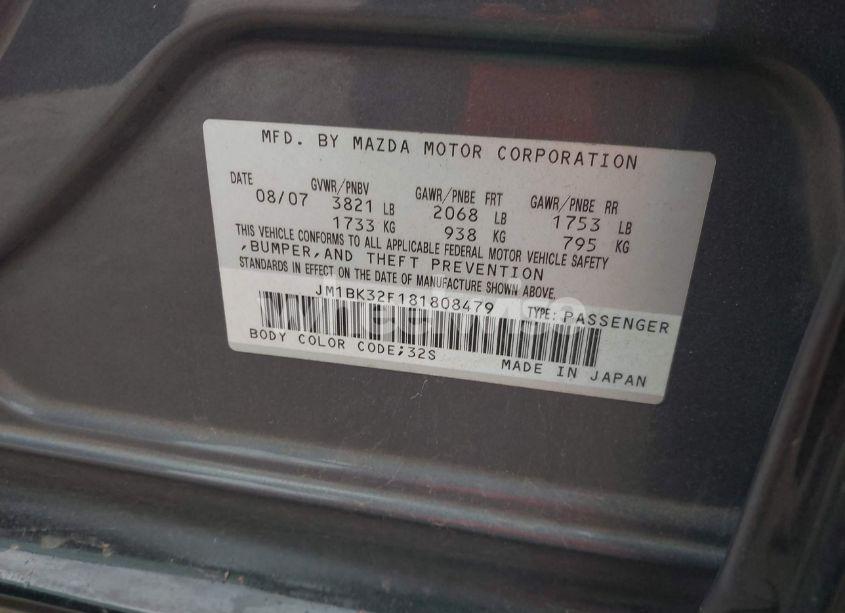 MFD. BY MAZDA MOTOR CORPORATION
DATE GVWR/PNBV GAWR/PNBE FRT GAWR/PNBE RR
08/07 3821 LB 2068 LB 1753 LB
1733 KG 938 KG 795 KG
THIS VEHICLE CONFORMS TO ALL APPLICABLE FEDERAL MOTOR VEHICLE SAFETY
,BUMPER,AND THEFT PREVENTION
STANDARDS IN EFFECT ON THE DATE OF MANUFACTURE SHOWN ABOVE.
JM1BK32F181808479 TYPE: PASSENGER
BODY COLOR CODE;32S
MADE IN JAPAN